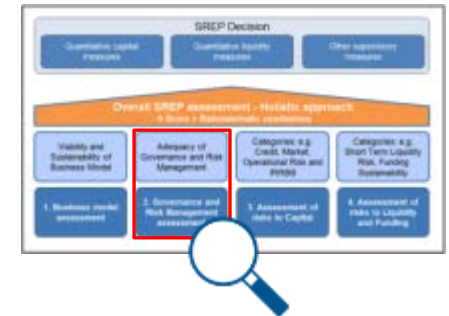 SREP Decision
Quantitative capital
measures
Quantitative liquidity
measures
Other supervisory
measures
Overall SREP assessment - Holistic approach
Viability and
Sustainability of
Business Model
Adequacy of
Governance and Risk
Management
Categories: e.g.
Credit, Market,
Operational Risk and
IRRBB
Categories: e.g.
Short Term Liquidity
Risk, Funding
Sustainability
1. Business model
assessment
2. Governance and
Risk Management
assessment
3. Assessment of
risks to Capital
4. Assessment of
risks to Liquidity
and Funding